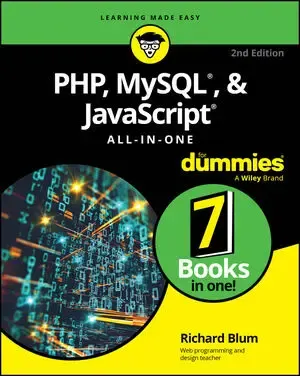 LEARNING MADE EASY
2nd Edition
PHP, MySQL®, &
JavaScript®
ALL-IN-ONE
for
dummies®
A Wiley Brand
7
Books
in one!
Richard Blum
Web programming and
design teacher